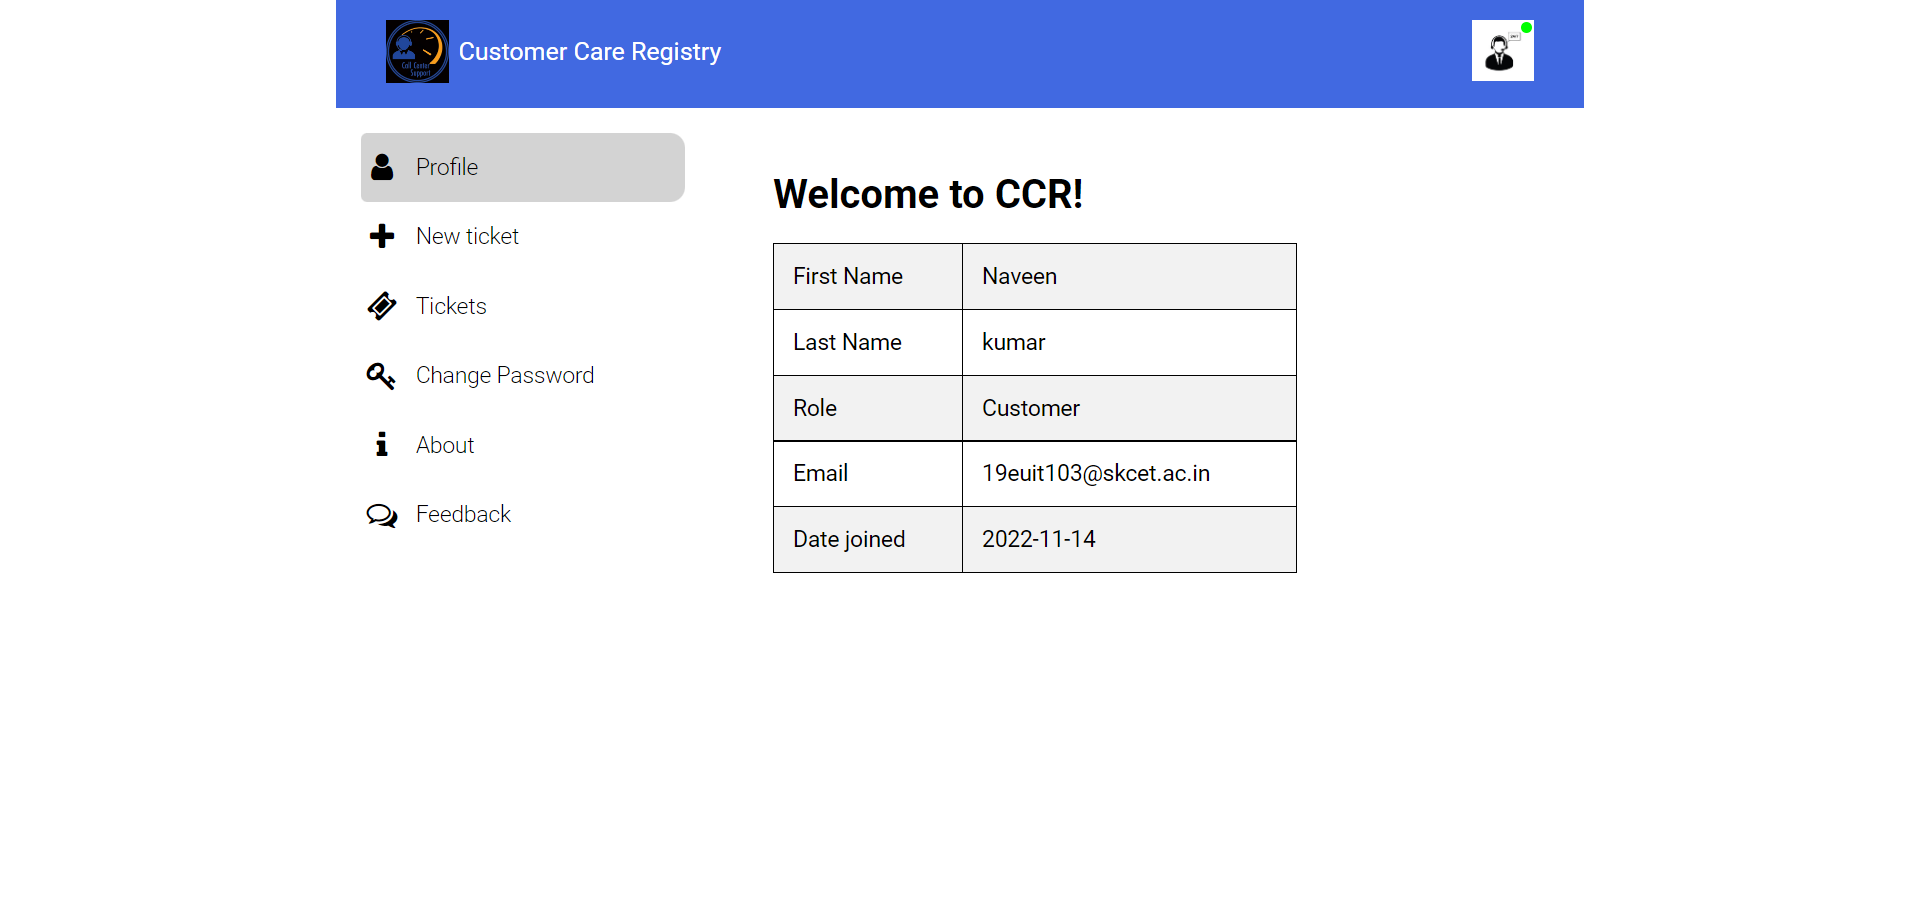 Call Center
Support
Customer Care Registry
Profile
New ticket
Tickets
Change Password
About
Feedback
Welcome to CCR!
First Name Naveen
Last Name kumar
Role Customer
Email 19euit103@skcet.ac.in
Date joined 2022-11-14